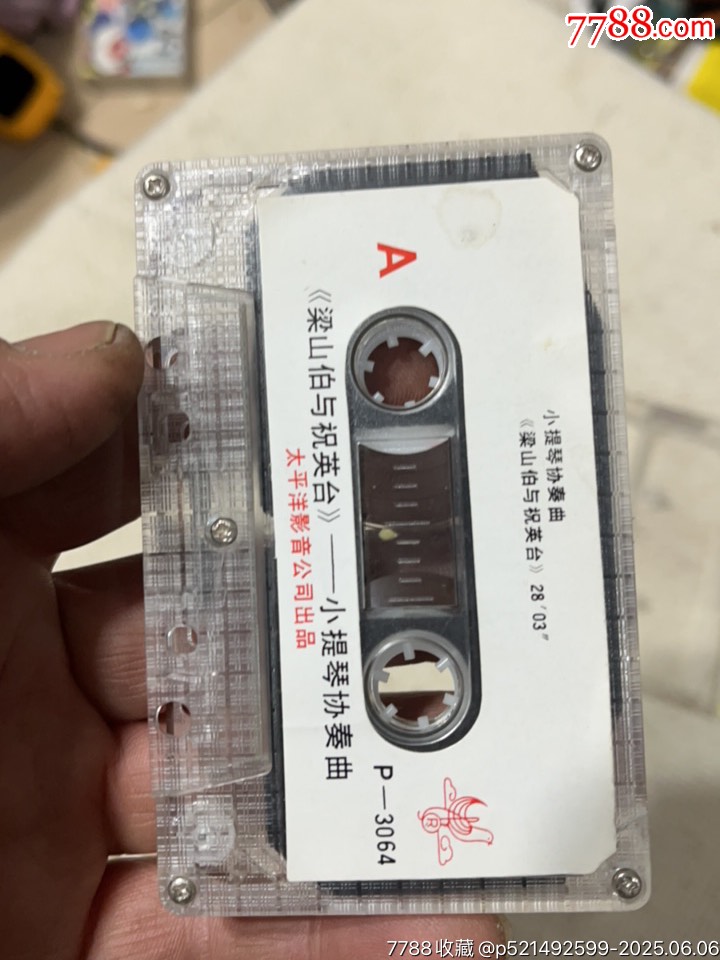 7788.com
小提琴协奏曲
《梁山伯与祝英台》 28′03″
A
P—3064
《梁山伯与祝英台》——小提琴协奏曲
太平洋影音公司出品
7788收藏 @p521492599-2025.06.06